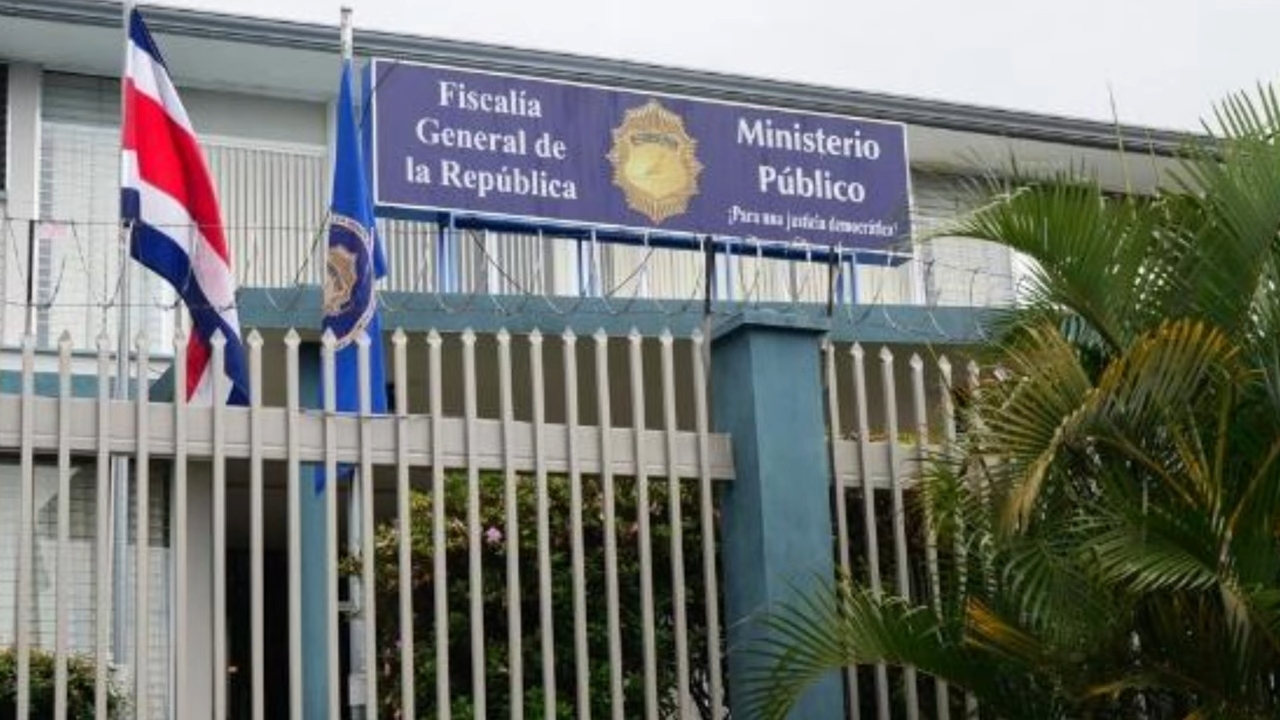 Fiscalía
General de
la República
Ministerio
Público
¡Para una justicia democrática!